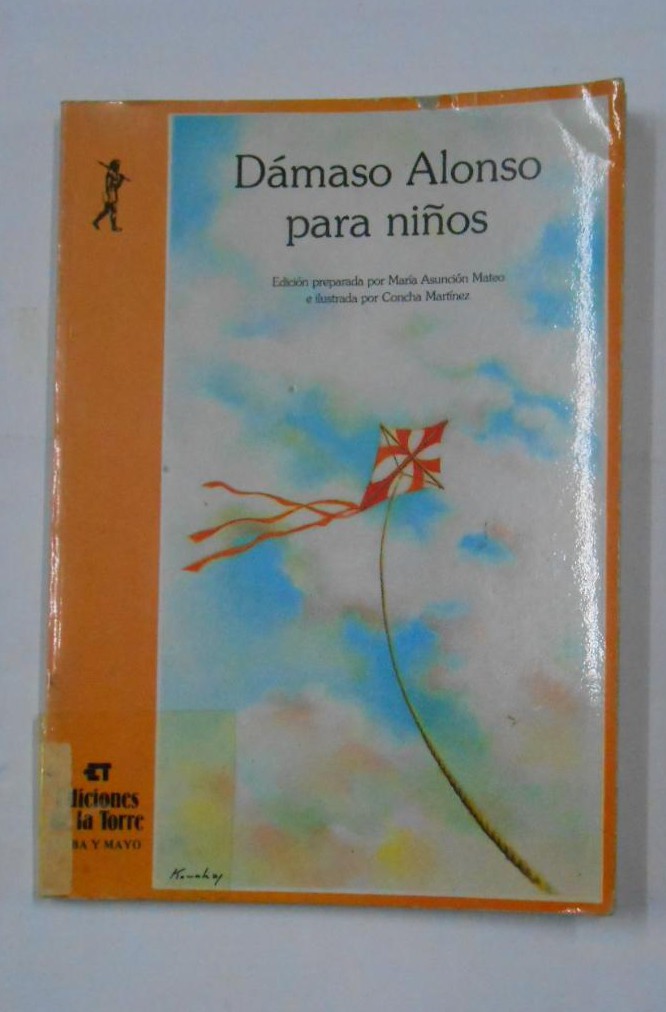 Dámaso Alonso
para niños
Edición preparada por María Asunción Mateo
e ilustrada por Concha Martínez
ET
diciones
la Torre
BA Y MAYO